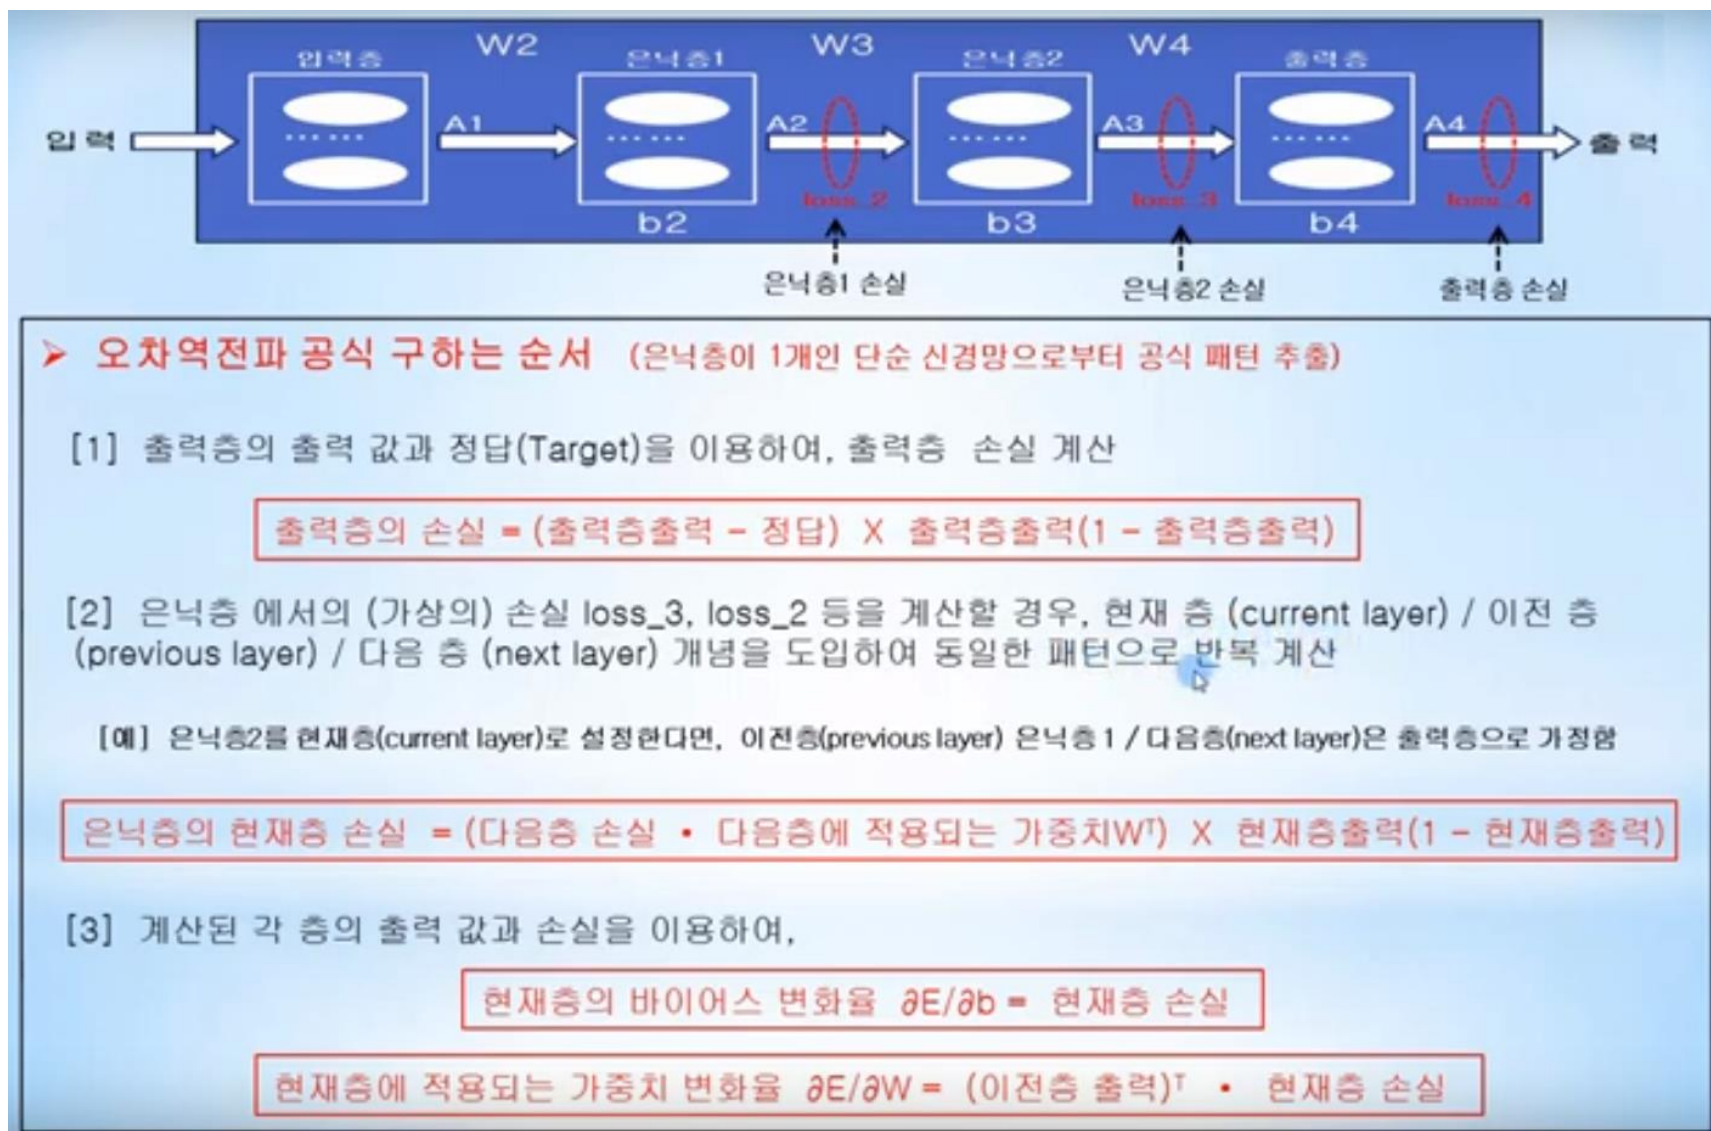 W2 W3 W4
입력층 은닉층1 은닉층2 출력층
입력 A1 A2 A3 A4 출력
loss_2 loss_3 loss_4
b2 b3 b4
은닉층1 손실 은닉층2 손실 출력층 손실
➢ 오차역전파 공식 구하는 순서 (은닉층이 1개인 단순 신경망으로부터 공식 패턴 추출)
[1] 출력층의 출력 값과 정답(Target)을 이용하여, 출력층 손실 계산
출력층의 손실 = (출력층출력 – 정답) X 출력층출력(1 – 출력층출력)
[2] 은닉층 에서의 (가상의) 손실 loss_3, loss_2 등을 계산할 경우, 현재 층 (current layer) / 이전 층
(previous layer) / 다음 층 (next layer) 개념을 도입하여 동일한 패턴으로 반복 계산
[예] 은닉층2를 현재층(current layer)로 설정한다면, 이전층(previous layer) 은닉층1 / 다음층(next layer)은 출력층으로 가정함
은닉층의 현재층 손실 = (다음층 손실 • 다음층에 적용되는 가중치Wᵀ) X 현재층출력(1 – 현재층출력)
[3] 계산된 각 층의 출력 값과 손실을 이용하여,
현재층의 바이어스 변화율 ∂E/∂b = 현재층 손실
현재층에 적용되는 가중치 변화율 ∂E/∂W = (이전층 출력)ᵀ • 현재층 손실